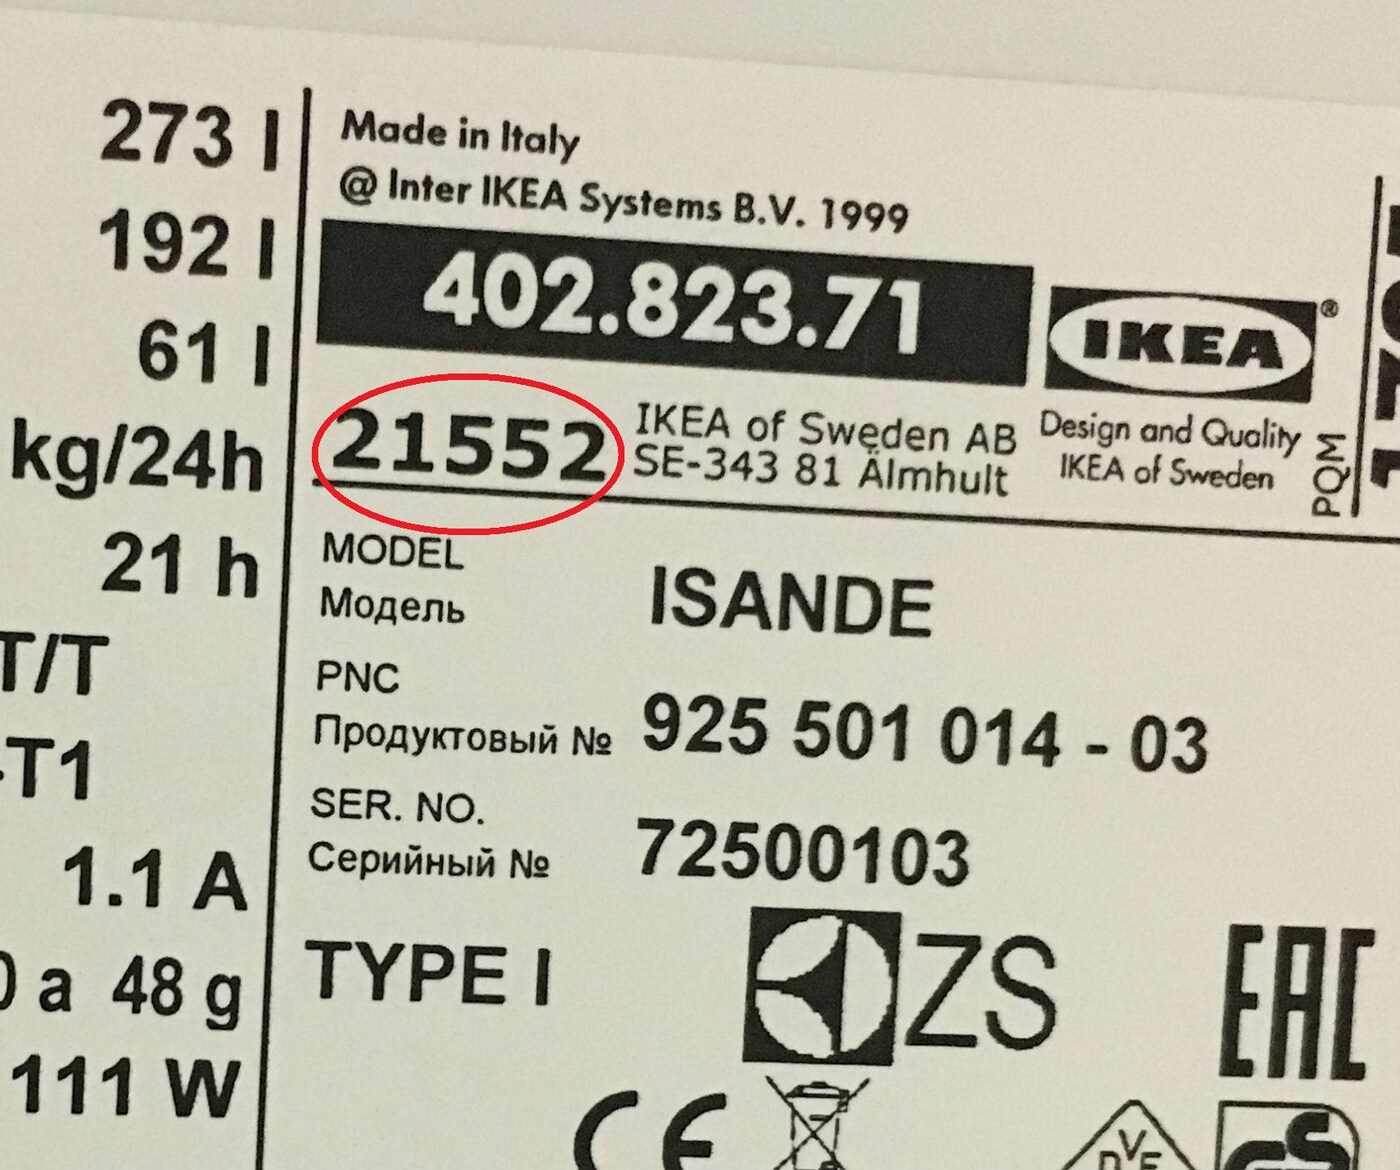 273 l
192 l
61 l
kg/24h
21 h
T/T
-T1
1.1 A
0 a 48 g
111 W
Made in Italy
@ Inter IKEA Systems B.V. 1999
402.823.71
IKEA®
21552
IKEA of Sweden AB
SE-343 81 Älmhult
Design and Quality
IKEA of Sweden
PQM
MODEL
Модель
ISANDE
PNC
Продуктовый №
925 501 014 - 03
SER. NO.
Серийный №
72500103
TYPE I
ZS
EAC
CE
DVE
GS